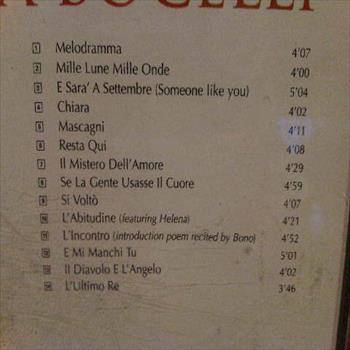 A BOCELLI
1 Melodramma 4'07
2 Mille Lune Mille Onde 4'00
3 E Sara' A Settembre (Someone like you) 5'04
4 Chiara 4'02
5 Mascagni 4'11
6 Resta Qui 4'08
7 Il Mistero Dell'Amore 4'29
8 Se La Gente Usasse Il Cuore 4'59
9 Si Voltò 4'07
10 L'Abitudine (featuring Helena) 4'21
11 L'Incontro (introduction poem recited by Bono) 4'52
12 E Mi Manchi Tu 5'01
13 Il Diavolo E L'Angelo 4'02
14 L'Ultimo Re 3'46